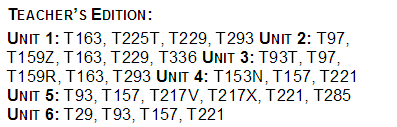 TEACHER'S EDITION:
UNIT 1: T163, T225T, T229, T293 UNIT 2: T97,
T159Z, T163, T229, T336 UNIT 3: T93T, T97,
T159R, T163, T293 UNIT 4: T153N, T157, T221
UNIT 5: T93, T157, T217V, T217X, T221, T285
UNIT 6: T29, T93, T157, T221